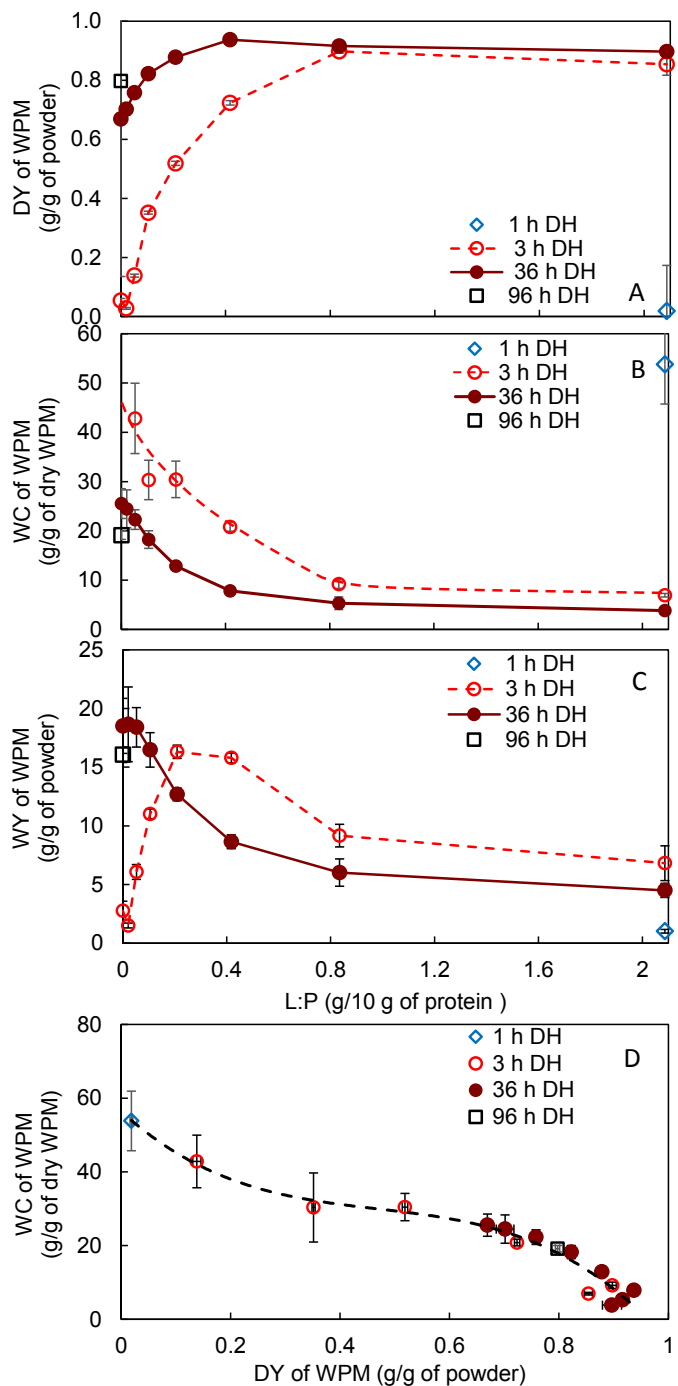 1.0
0.8
0.6
0.4
0.2
0.0
DY of WPM
(g/g of powder)
1 h DH
3 h DH
36 h DH
96 h DH
A
60
50
40
30
20
10
0
WC of WPM
(g/g of dry WPM)
1 h DH
3 h DH
36 h DH
96 h DH
B
25
20
15
10
5
0
WY of WPM
(g/g of powder)
1 h DH
3 h DH
36 h DH
96 h DH
C
0 0.4 0.8 1.2 1.6 2
L:P (g/10 g of protein )
80
60
40
20
0
WC of WPM
(g/g of dry WPM)
1 h DH
3 h DH
36 h DH
96 h DH
D
0 0.2 0.4 0.6 0.8 1
DY of WPM (g/g of powder)